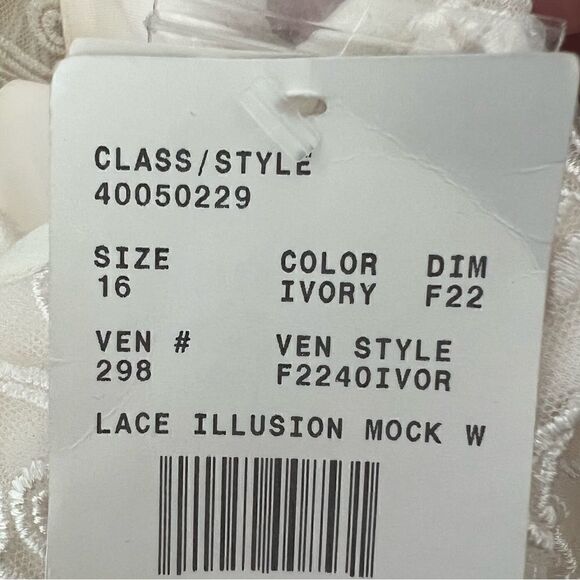 CLASS/STYLE
40050229
SIZE COLOR DIM
16 IVORY F22
VEN # VEN STYLE
298 F2240IVOR
LACE ILLUSION MOCK W